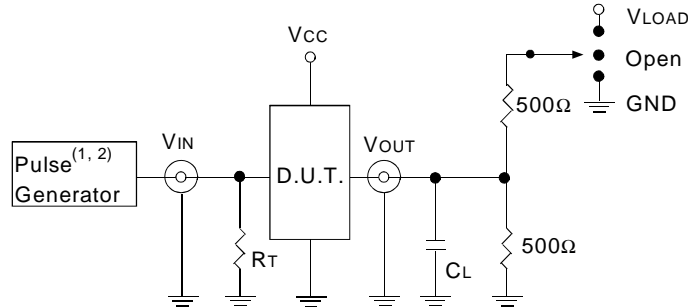 VLOAD
VCC
Open
500Ω
GND
VIN
VOUT
Pulse(1, 2)
Generator
D.U.T.
RT
CL
500Ω